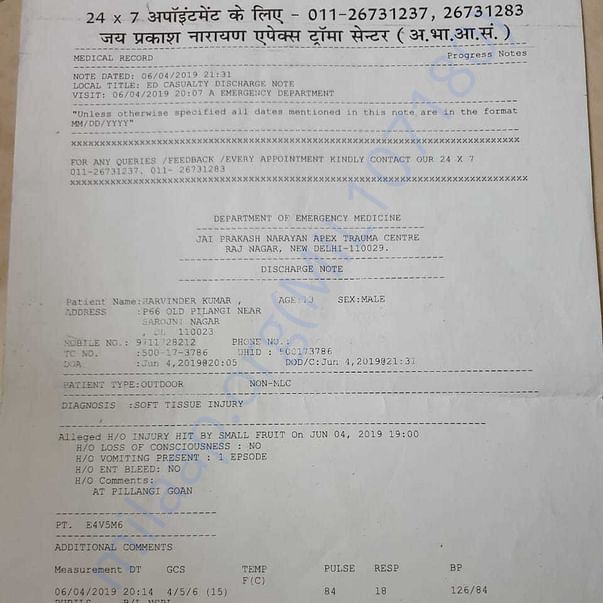 24 x 7 अपॉइंटमेंट के लिए - 011-26731237, 26731283
जय प्रकाश नारायण एपेक्स ट्रॉमा सेन्टर ( अ.भा.आ.सं. )
MEDICAL RECORD Progress Notes
NOTE DATED: 06/04/2019 21:31
LOCAL TITLE: ED CASUALTY DISCHARGE NOTE
VISIT: 06/04/2019 20:07 A EMERGENCY DEPARTMENT
"Unless otherwise specified all dates mentioned in this note are in the format
MM/DD/YYYY"
xxxxxxxxxxxxxxxxxxxxxxxxxxxxxxxxxxxxxxxxxxxxxxxxxxxxxxxxxxxxxxxxxxxxxxxxxxxxx
FOR ANY QUERIES /FEEDBACK /EVERY APPOINTMENT KINDLY CONTACT OUR 24 X 7
011-26731237. 011- 26731283
xxxxxxxxxxxxxxxxxxxxxxxxxxxxxxxxxxxxxxxxxxxxxxxxxxxxxxxxxxxxxxxxxxxxxxxxxxxxx
DEPARTMENT OF EMERGENCY MEDICINE
JAI PRAKASH NARAYAN APEX TRAUMA CENTRE
RAJ NAGAR, NEW DELHI-110029.
DISCHARGE NOTE
Patient Name:HARVINDER KUMAR , AGE: SEX:MALE
ADDRESS :P66 OLD PILANGI NEAR
SAROJNI NAGAR
, 110023
MOBILE NO.: PHONE NO.:
TC NO. :500-17-3786 UHID : 500173786
DOA :Jun 4,2019@20:05 DOD/C:Jun 4,2019@21:31
PATIENT TYPE:OUTDOOR NON-MLC
DIAGNOSIS :SOFT TISSUE INJURY
Alleged H/O INJURY HIT BY SMALL FRUIT On JUN 04, 2019 19:00
H/O LOSS OF CONSCIOUSNESS : NO
H/O VOMITING PRESENT : 1 EPSODE
H/O ENT BLEED: NO
H/O Comments:
AT PILLANGI GOAN
PT. E4V5M6
ADDITIONAL COMMENTS
Measurement DT GCS TEMP PULSE RESP BP
F(C)
06/04/2019 20:14 4/5/6 (15) 84 18 126/84